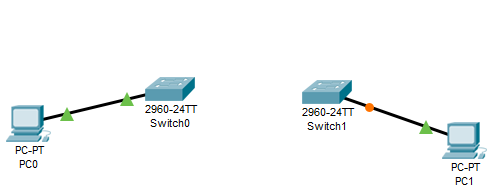 2960-24TT
Switch0
2960-24TT
Switch1
PC-PT
PC0
PC-PT
PC1